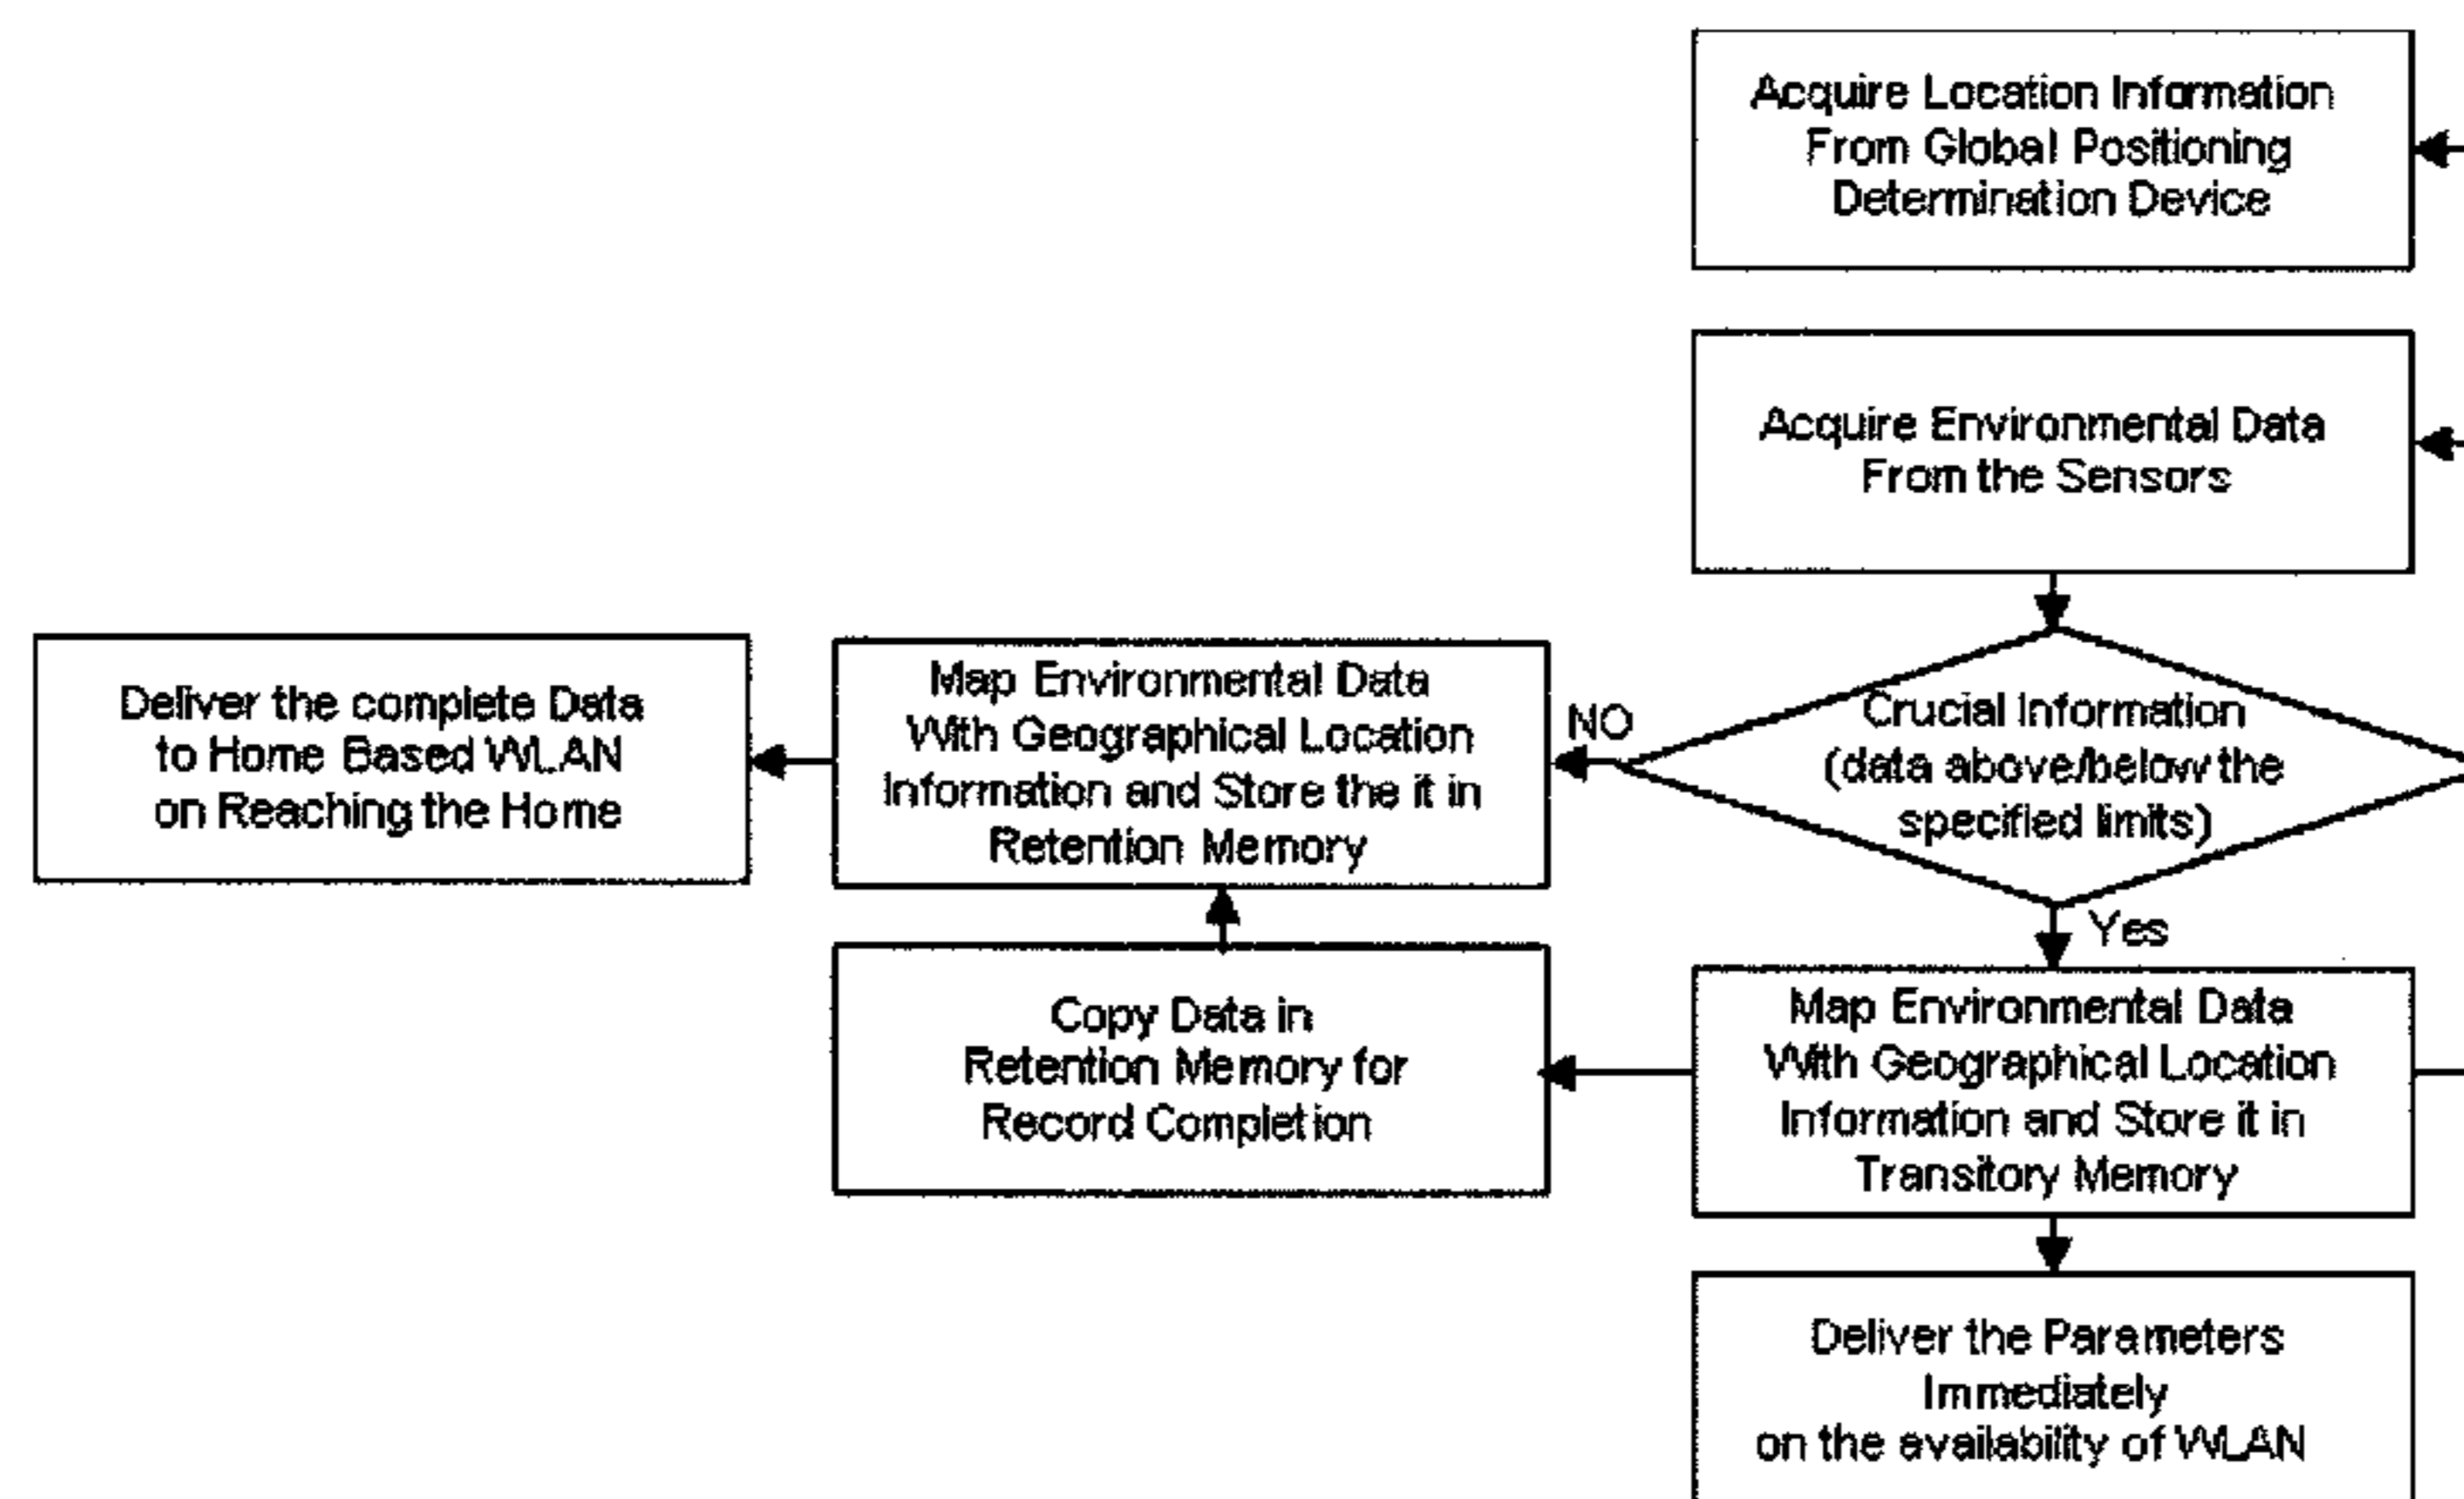 Acquire Location Information
From Global Positioning
Determination Device
Acquire Environmental Data
From the Sensors
Deliver the complete Data
to Home Based WLAN
on Reaching the Home
Map Environmental Data
With Geographical Location
Information and Store the it in
Retention Memory
NO
Crucial Information
(data above/below the
specified limits)
Yes
Copy Data in
Retention Memory for
Record Completion
Map Environmental Data
With Geographical Location
Information and Store it in
Transitory Memory
Deliver the Parameters
Immediately
on the availability of WLAN